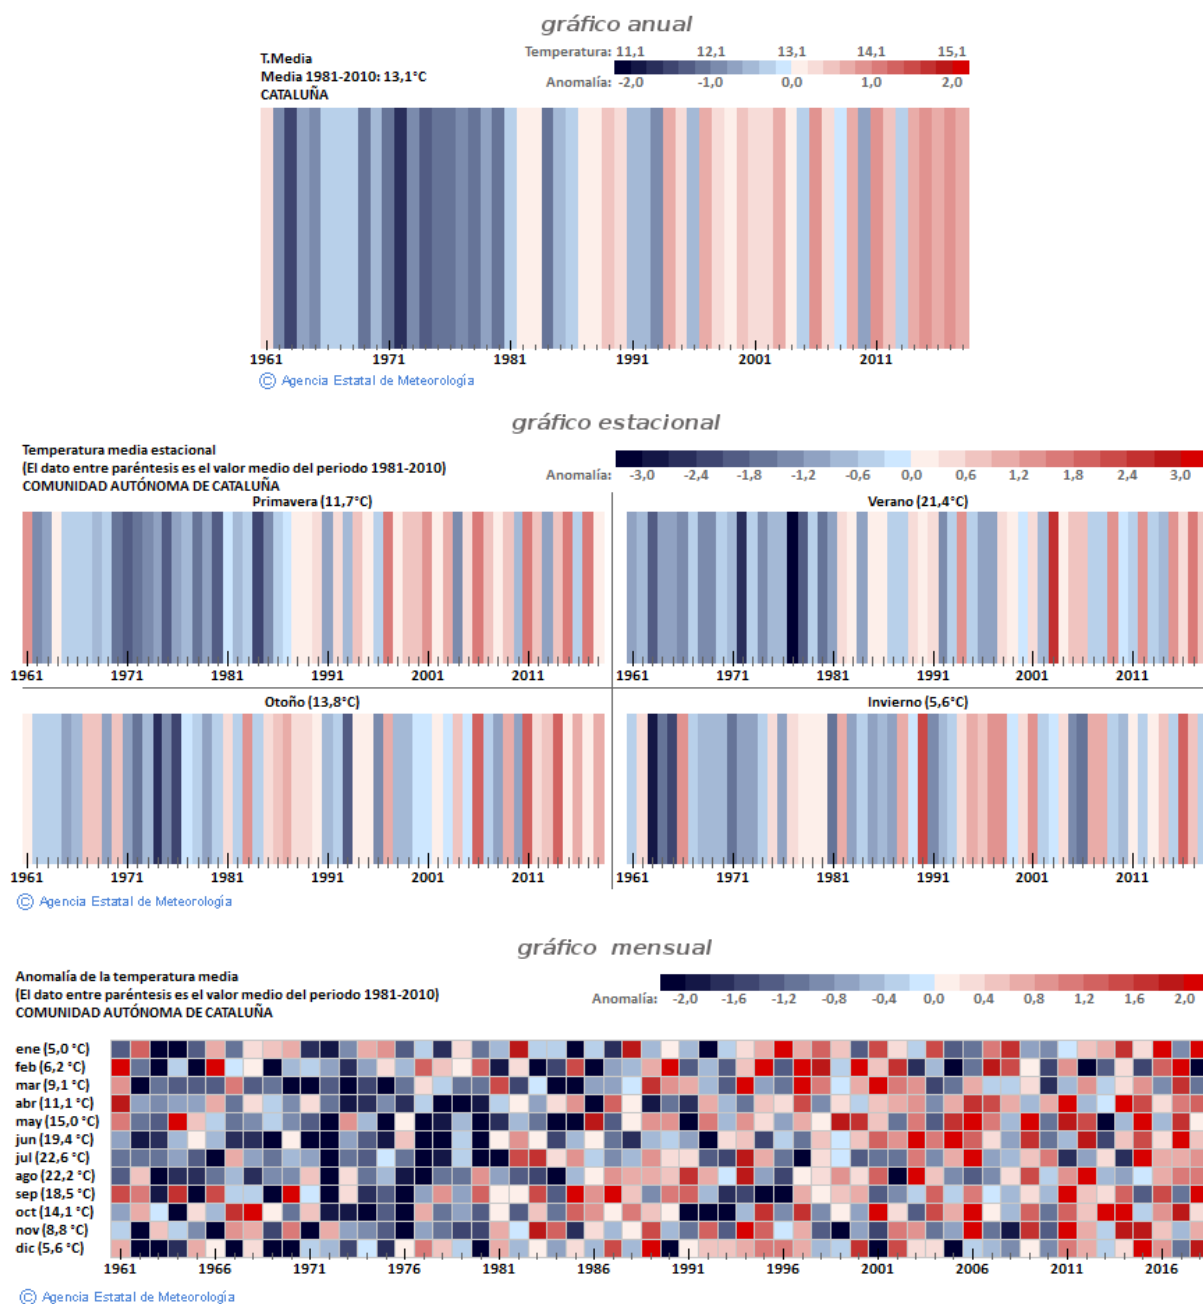 gráfico anual
T.Media
Media 1981-2010: 13,1°C
CATALUÑA
Temperatura: 11,1 12,1 13,1 14,1 15,1
Anomalía: -2,0 -1,0 0,0 1,0 2,0
1961 1971 1981 1991 2001 2011
© Agencia Estatal de Meteorología
gráfico estacional
Temperatura media estacional
(El dato entre paréntesis es el valor medio del periodo 1981-2010)
COMUNIDAD AUTÓNOMA DE CATALUÑA
Anomalía: -3,0 -2,4 -1,8 -1,2 -0,6 0,0 0,6 1,2 1,8 2,4 3,0
Primavera (11,7°C)
Verano (21,4°C)
1961 1971 1981 1991 2001 2011
1961 1971 1981 1991 2001 2011
Otoño (13,8°C)
Invierno (5,6°C)
1961 1971 1981 1991 2001 2011
1961 1971 1981 1991 2001 2011
© Agencia Estatal de Meteorología
gráfico mensual
Anomalía de la temperatura media
(El dato entre paréntesis es el valor medio del periodo 1981-2010)
COMUNIDAD AUTÓNOMA DE CATALUÑA
Anomalía: -2,0 -1,6 -1,2 -0,8 -0,4 0,0 0,4 0,8 1,2 1,6 2,0
ene (5,0 °C)
feb (6,2 °C)
mar (9,1 °C)
abr (11,1 °C)
may (15,0 °C)
jun (19,4 °C)
jul (22,6 °C)
ago (22,2 °C)
sep (18,5 °C)
oct (14,1 °C)
nov (8,8 °C)
dic (5,6 °C)
1961 1966 1971 1976 1981 1986 1991 1996 2001 2006 2011 2016
© Agencia Estatal de Meteorología